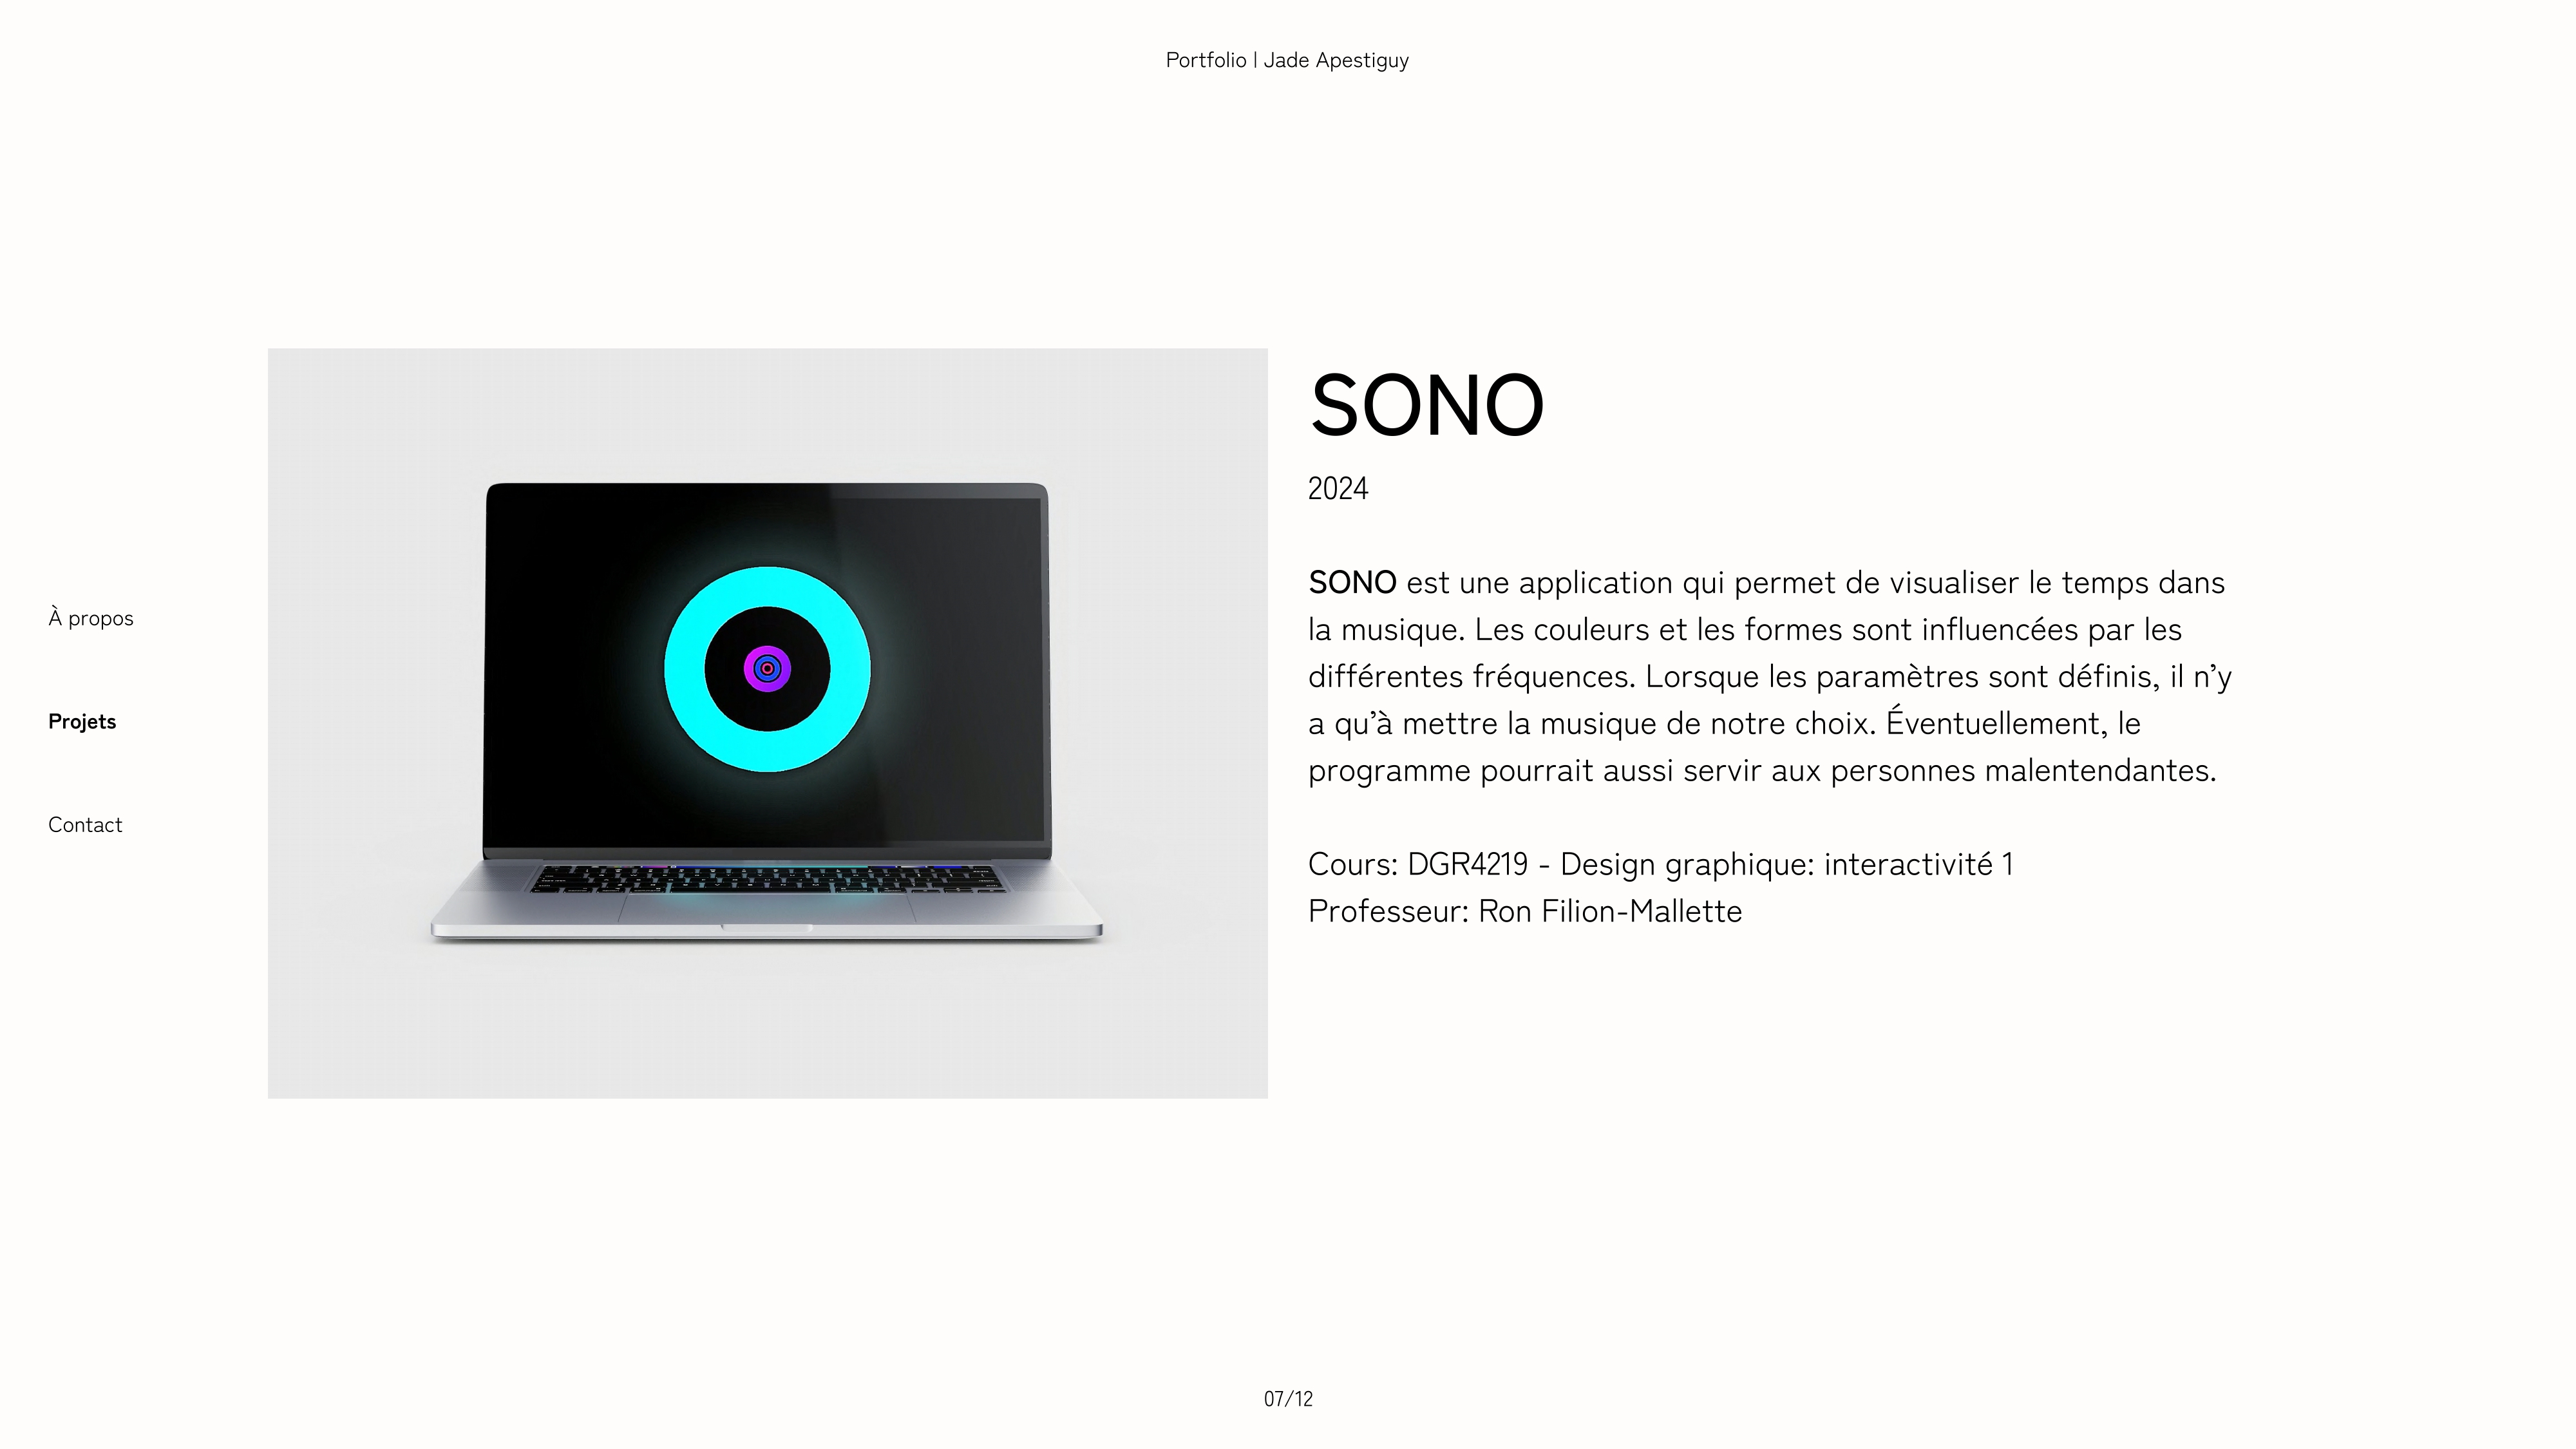 Portfolio | Jade Apestiguy
À propos
Projets
Contact
SONO
2024
SONO est une application qui permet de visualiser le temps dans
la musique. Les couleurs et les formes sont influencées par les
différentes fréquences. Lorsque les paramètres sont définis, il n’y
a qu’à mettre la musique de notre choix. Éventuellement, le
programme pourrait aussi servir aux personnes malentendantes.
Cours: DGR4219 - Design graphique: interactivité 1
Professeur: Ron Filion-Mallette
07/12